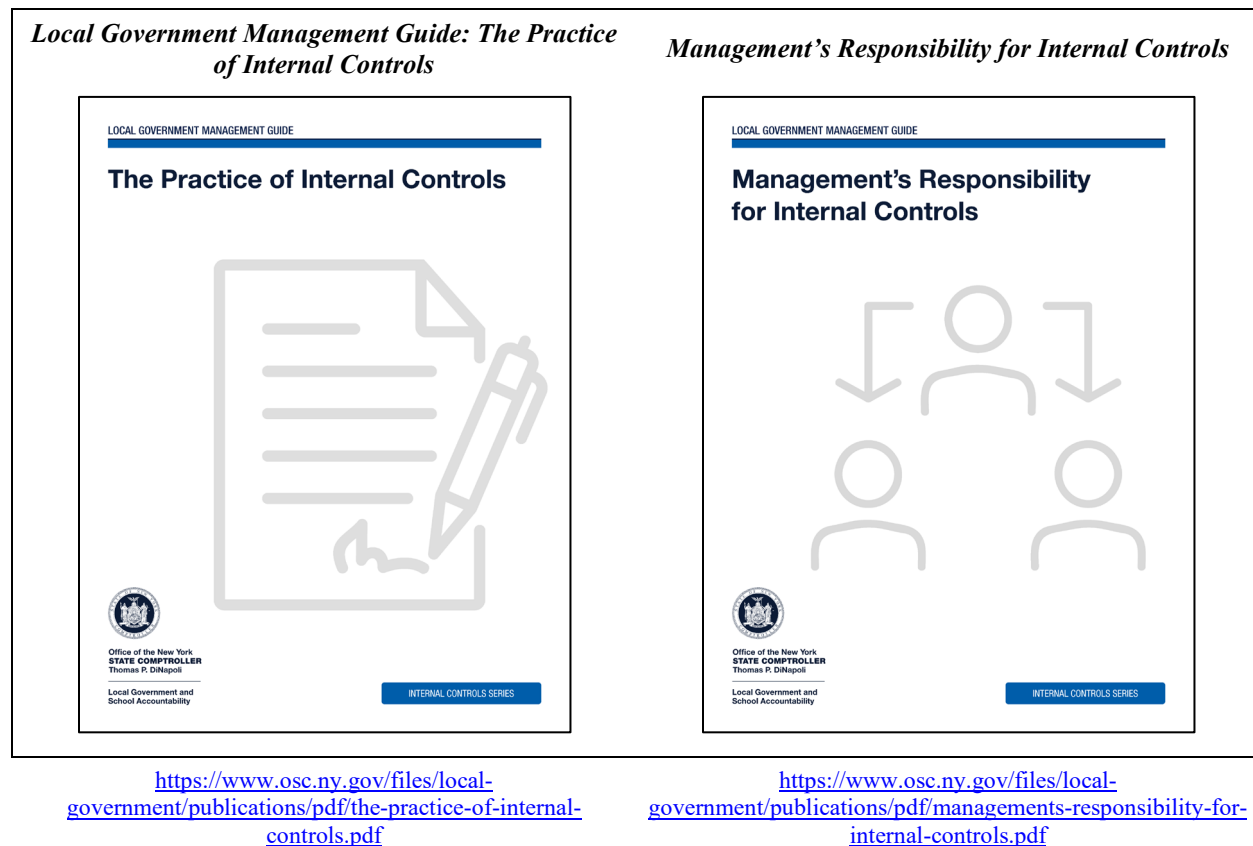 Local Government Management Guide: The Practice
of Internal Controls
LOCAL GOVERNMENT MANAGEMENT GUIDE
The Practice of Internal Controls
Office of the New York
STATE COMPTROLLER
Thomas P. DiNapoli
Local Government and
School Accountability
INTERNAL CONTROLS SERIES
https://www.osc.ny.gov/files/local-
government/publications/pdf/the-practice-of-internal-
controls.pdf
Management’s Responsibility for Internal Controls
LOCAL GOVERNMENT MANAGEMENT GUIDE
Management’s Responsibility
for Internal Controls
Office of the New York
STATE COMPTROLLER
Thomas P. DiNapoli
Local Government and
School Accountability
INTERNAL CONTROLS SERIES
https://www.osc.ny.gov/files/local-
government/publications/pdf/managements-responsibility-for-
internal-controls.pdf